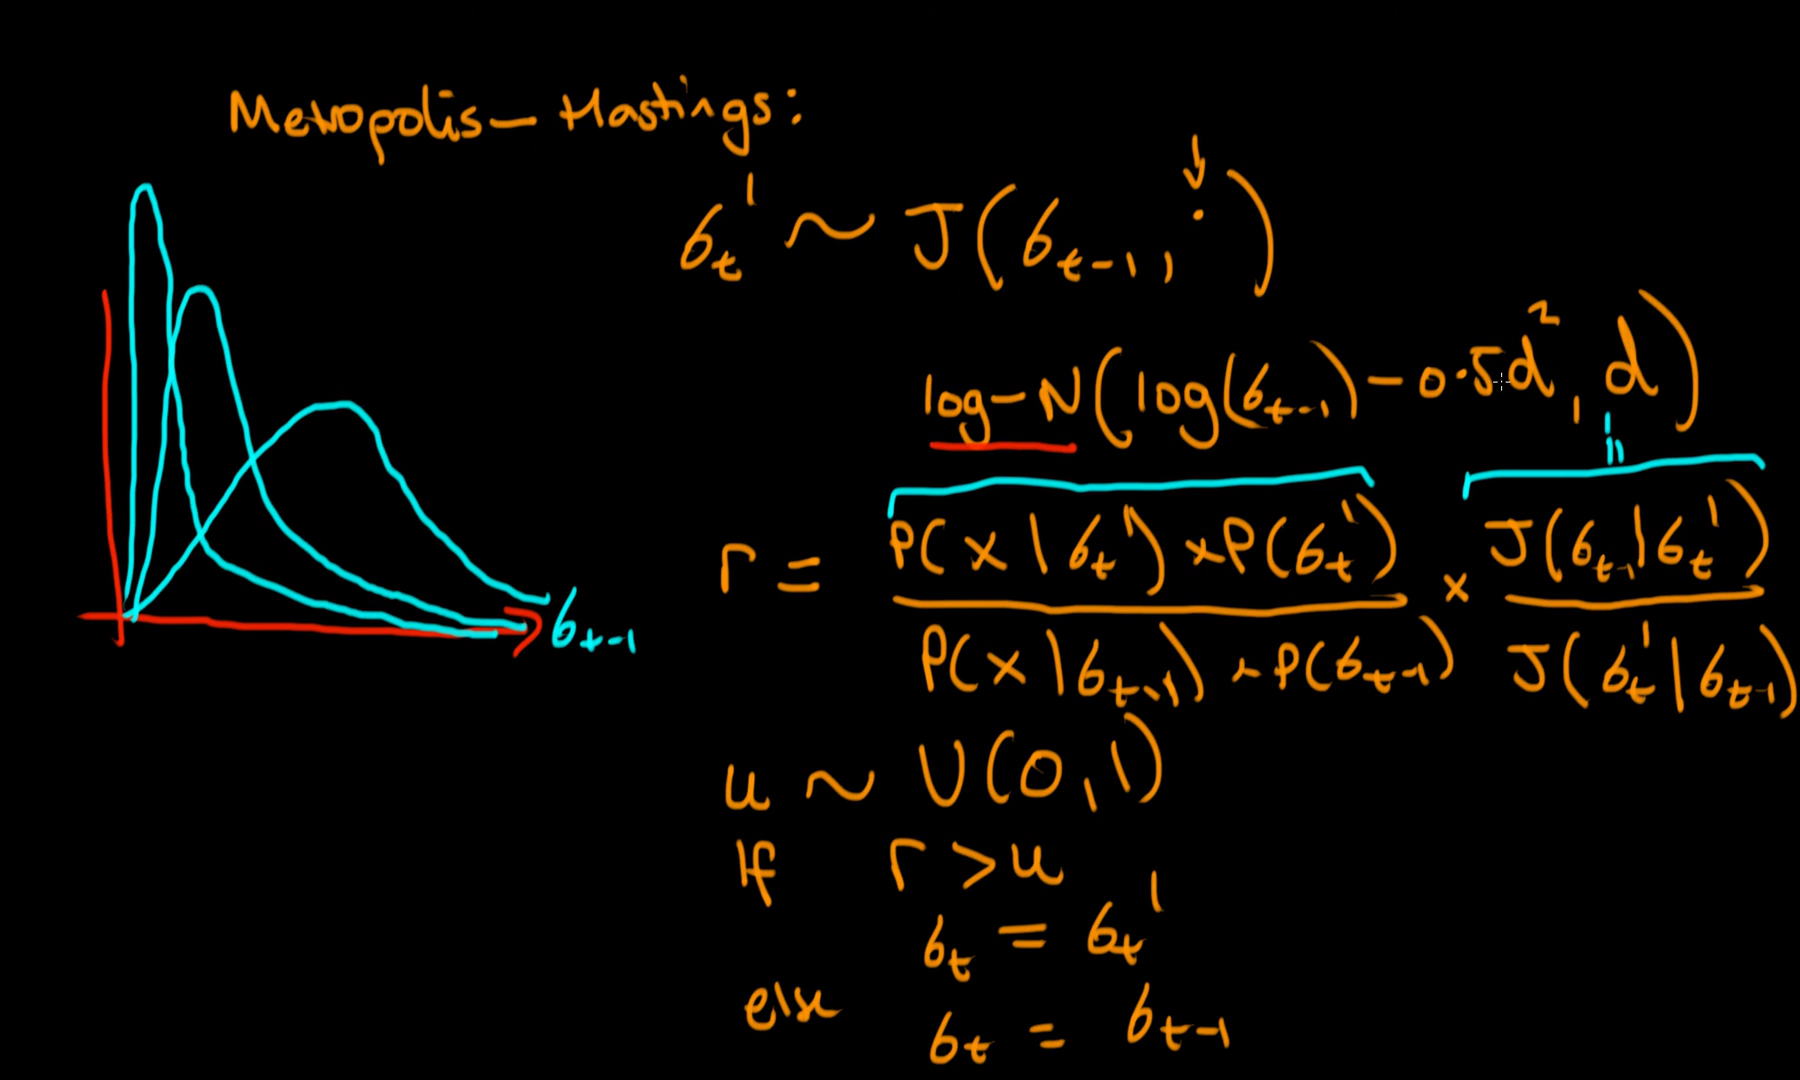 Metropolis-Hastings:
σₜ' ~ J(σₜ₋₁, ·)
log-N(log(σₜ₋₁) - 0.5d², d)
r = P(x|σₜ') × P(σₜ') / P(x|σₜ₋₁) × P(σₜ₋₁) × J(σₜ₋₁|σₜ') / J(σₜ'|σₜ₋₁)
σₜ₋₁
u ~ U(0,1)
If r > u
σₜ = σₜ'
else
σₜ = σₜ₋₁